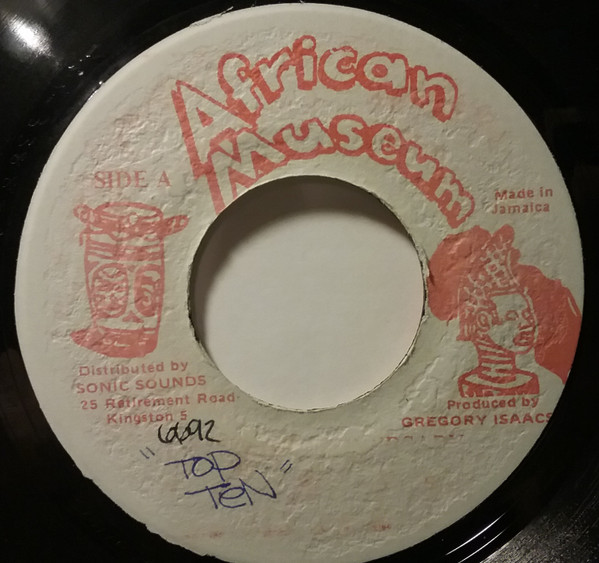 African
Museum
SIDE A
Made in
Jamaica
Distributed by
SONIC SOUNDS
25 Retirement Road
Kingston 5
Produced by
GREGORY ISAACS
6692
"TOP
TEN"